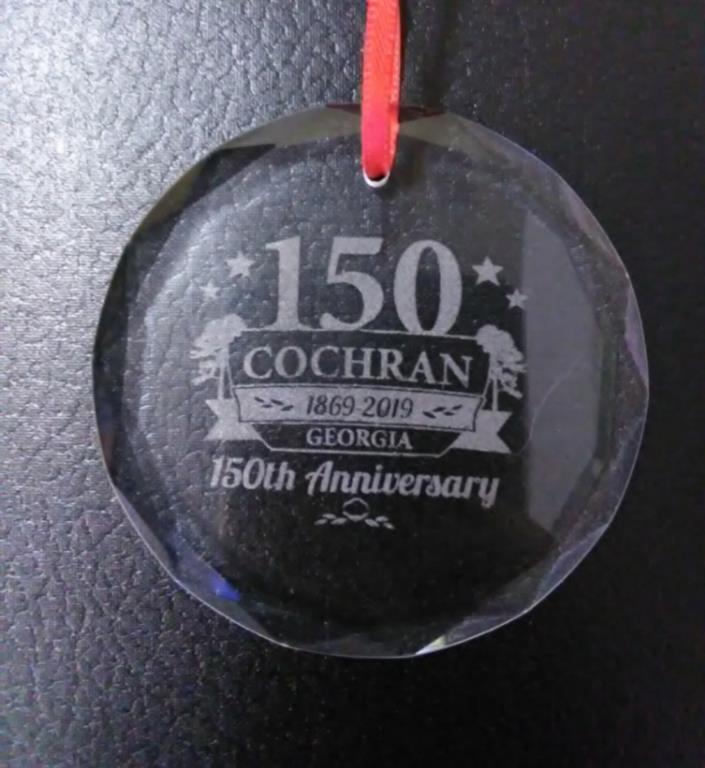 150
COCHRAN
1869-2019
GEORGIA
150th Anniversary